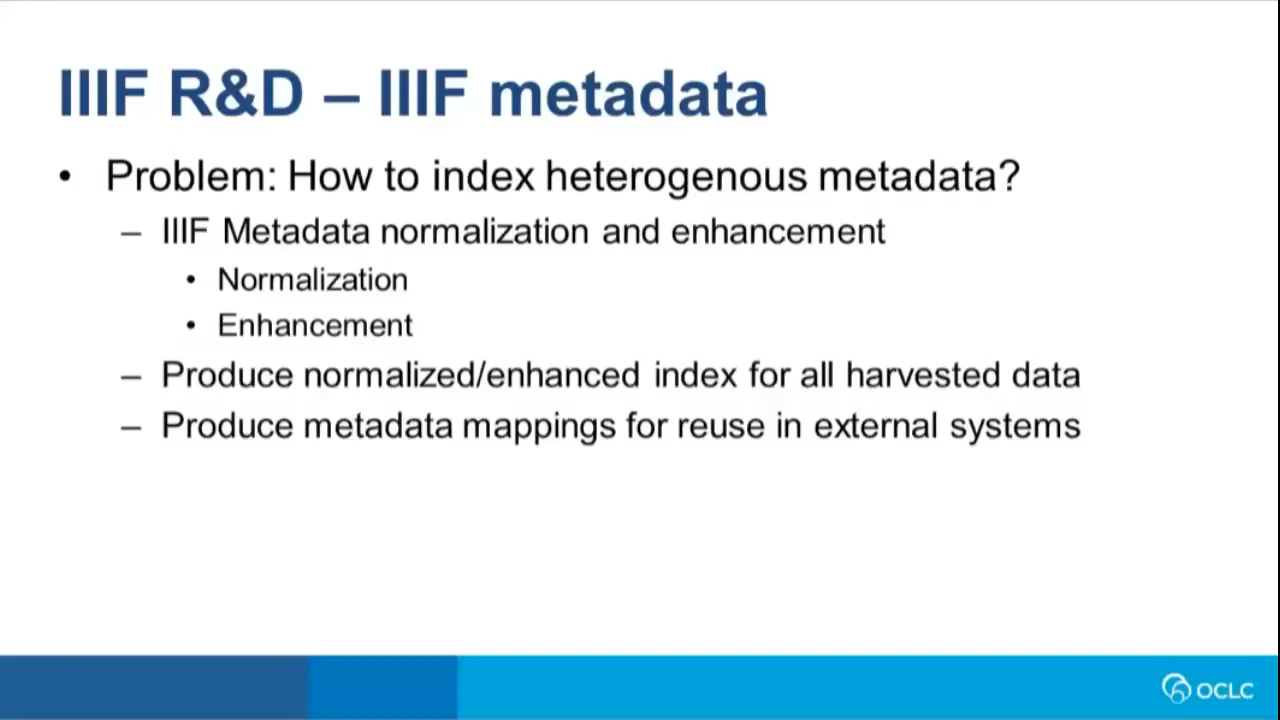 IIIF R&D – IIIF metadata
• Problem: How to index heterogenous metadata?
– IIIF Metadata normalization and enhancement
• Normalization
• Enhancement
– Produce normalized/enhanced index for all harvested data
– Produce metadata mappings for reuse in external systems
OCLC